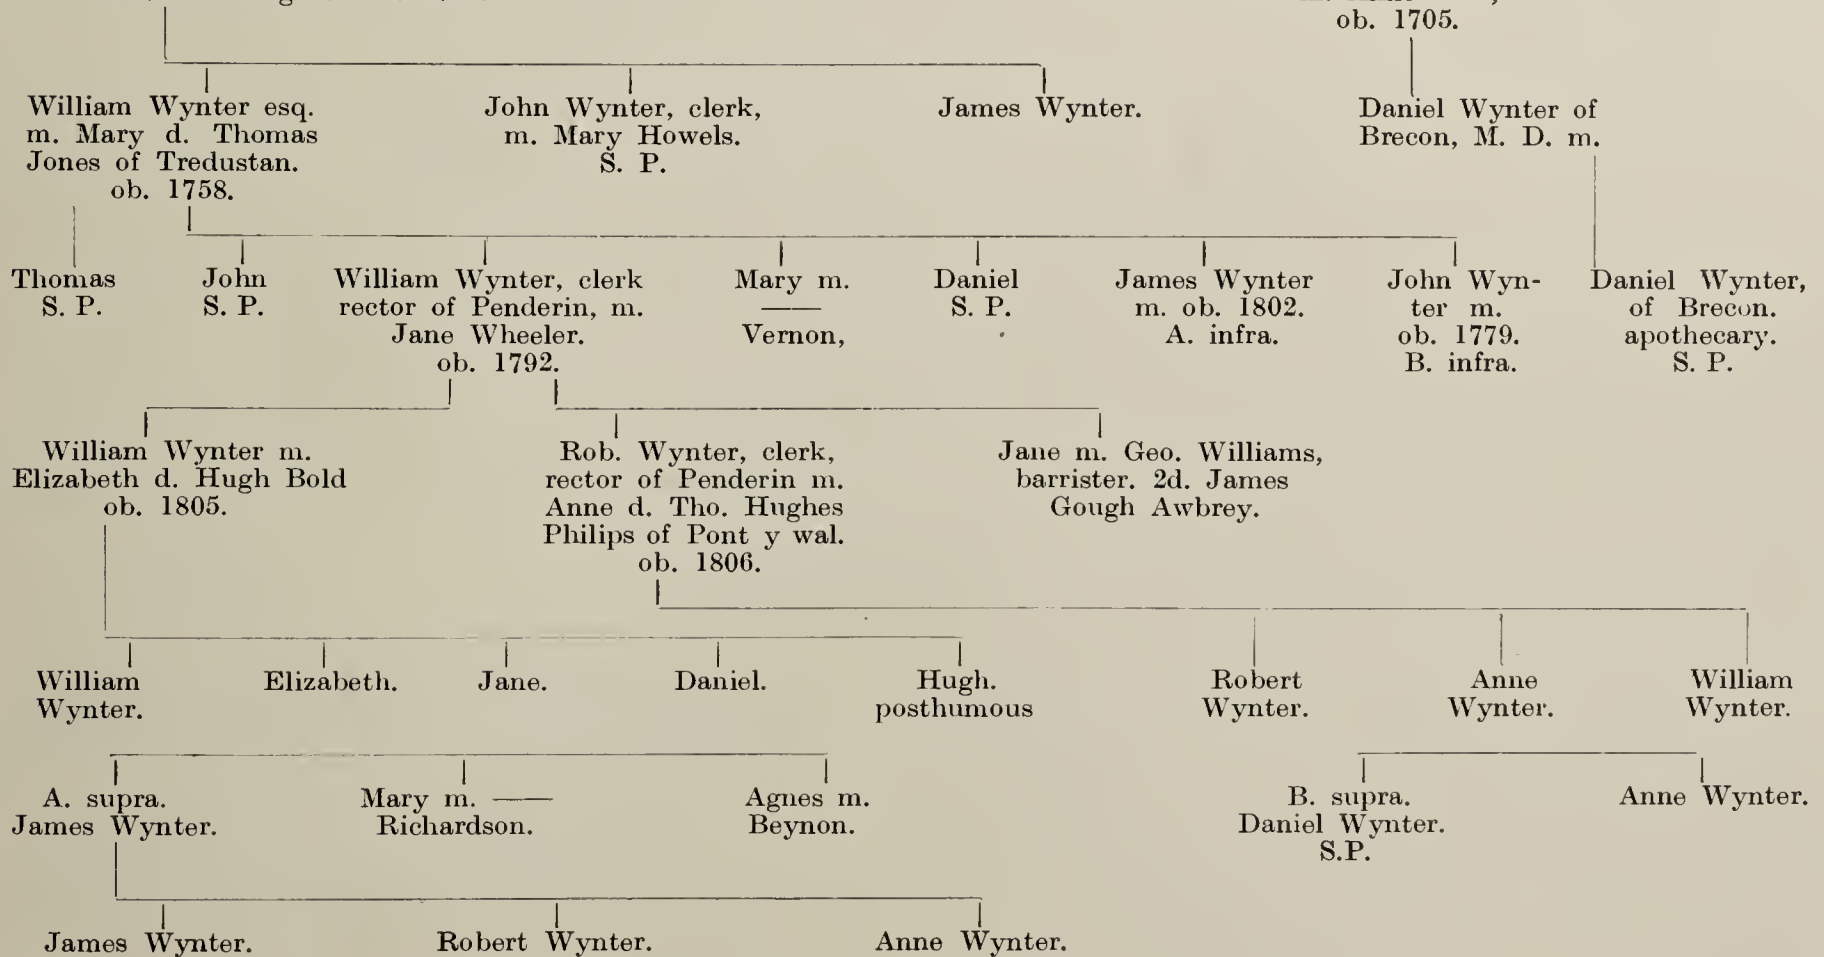 ob. 1705.
William Wynter esq.
m. Mary d. Thomas
Jones of Tredustan.
ob. 1758.
John Wynter, clerk,
m. Mary Howels.
S. P.
James Wynter.
Daniel Wynter of
Brecon, M. D. m.
Thomas
S. P.
John
S. P.
William Wynter, clerk
rector of Penderin, m.
Jane Wheeler.
ob. 1792.
Mary m.
——
Vernon,
Daniel
S. P.
James Wynter
m. ob. 1802.
A. infra.
John Wyn-
ter m.
ob. 1779.
B. infra.
Daniel Wynter,
of Brecon.
apothecary.
S. P.
William Wynter m.
Elizabeth d. Hugh Bold
ob. 1805.
Rob. Wynter, clerk,
rector of Penderin m.
Anne d. Tho. Hughes
Philips of Pont y wal.
ob. 1806.
Jane m. Geo. Williams,
barrister. 2d. James
Gough Awbrey.
William
Wynter.
Elizabeth.
Jane.
Daniel.
Hugh.
posthumous
Robert
Wynter.
Anne
Wynter.
William
Wynter.
A. supra.
James Wynter.
Mary m. ——
Richardson.
Agnes m.
Beynon.
B. supra.
Daniel Wynter.
S.P.
Anne Wynter.
James Wynter.
Robert Wynter.
Anne Wynter.